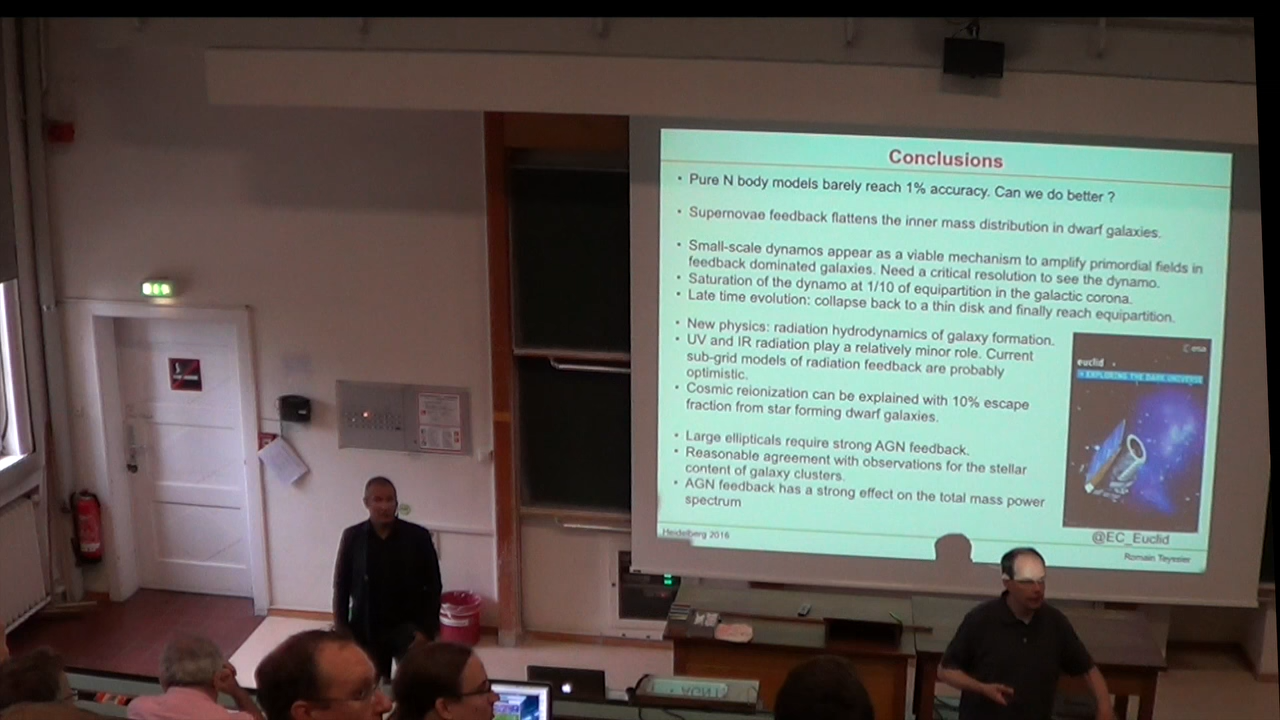 Conclusions
• Pure N body models barely reach 1% accuracy. Can we do better ?
• Supernovae feedback flattens the inner mass distribution in dwarf galaxies.
• Small-scale dynamos appear as a viable mechanism to amplify primordial fields in
feedback dominated galaxies. Need a critical resolution to see the dynamo.
• Saturation of the dynamo at 1/10 of equipartition in the galactic corona.
• Late time evolution: collapse back to a thin disk and finally reach equipartition.
• New physics: radiation hydrodynamics of galaxy formation.
• UV and IR radiation play a relatively minor role. Current
sub-grid models of radiation feedback are probably
optimistic.
• Cosmic reionization can be explained with 10% escape
fraction from star forming dwarf galaxies.
• Large ellipticals require strong AGN feedback.
• Reasonable agreement with observations for the stellar
content of galaxy clusters.
• AGN feedback has a strong effect on the total mass power
spectrum
esa
euclid
EXPLORING THE DARK UNIVERSE
@EC_Euclid
Heidelberg 2016
Romain Teyssier